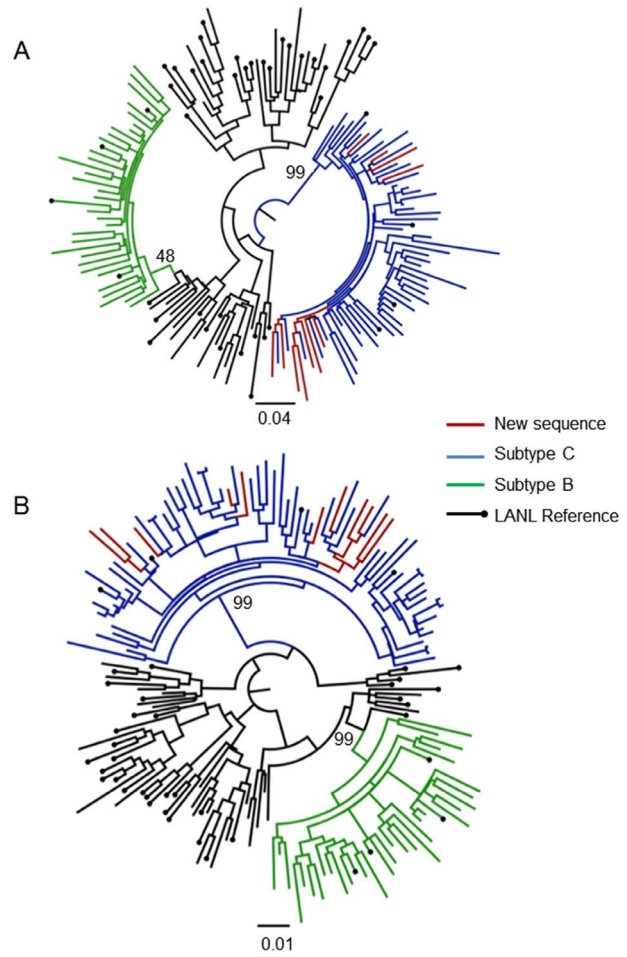 A
99
48
0.04
New sequence
Subtype C
Subtype B
LANL Reference
B
99
99
0.01